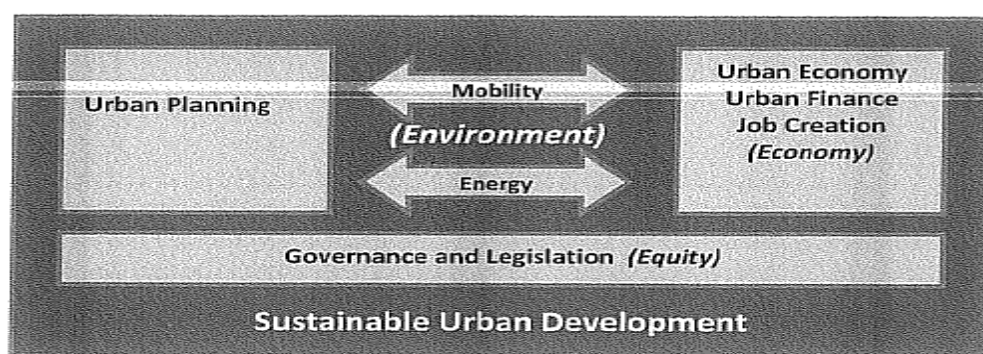 Urban Planning
Mobility
(Environment)
Energy
Urban Economy
Urban Finance
Job Creation
(Economy)
Governance and Legislation (Equity)
Sustainable Urban Development